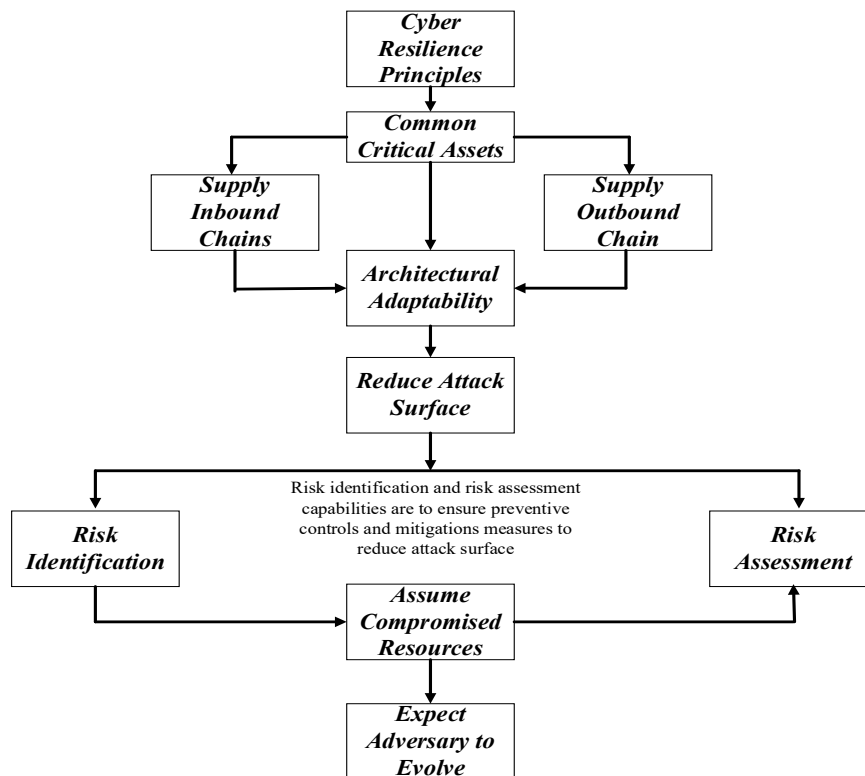 Cyber
Resilience
Principles
Common
Critical Assets
Supply
Inbound
Chains
Supply
Outbound
Chain
Architectural
Adaptability
Reduce Attack
Surface
Risk identification and risk assessment
capabilities are to ensure preventive
controls and mitigations measures to
reduce attack surface
Risk
Identification
Risk
Assessment
Assume
Compromised
Resources
Expect
Adversary to
Evolve